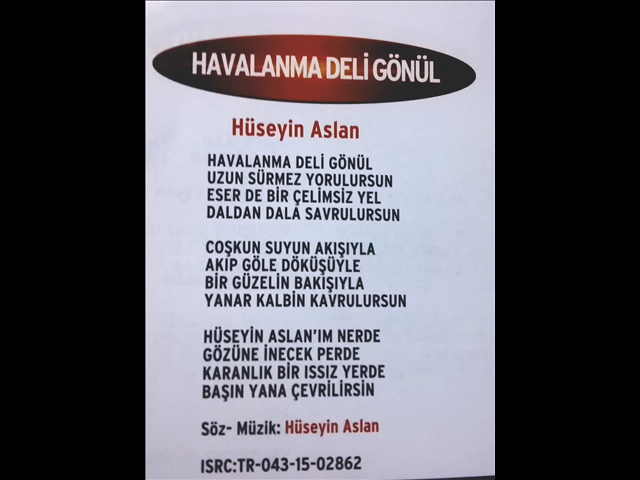 HAVALANMA DELİ GÖNÜL
Hüseyin Aslan
HAVALANMA DELİ GÖNÜL
UZUN SÜRMEZ YORULURSUN
ESER DE BİR ÇELİMSİZ YEL
DALDAN DALA SAVRULURSUN
COŞKUN SUYUN AKIŞIYLA
AKIP GÖLE DÖKÜŞÜYLE
BİR GÜZELİN BAKIŞIYLA
YANAR KALBİN KAVRULURSUN
HÜSEYİN ASLAN'IM NERDE
GÖZÜNE İNECEK PERDE
KARANLIK BİR ISSIZ YERDE
BAŞIN YANA ÇEVRİLİRSİN
Söz- Müzik: Hüseyin Aslan
ISRC:TR-043-15-02862